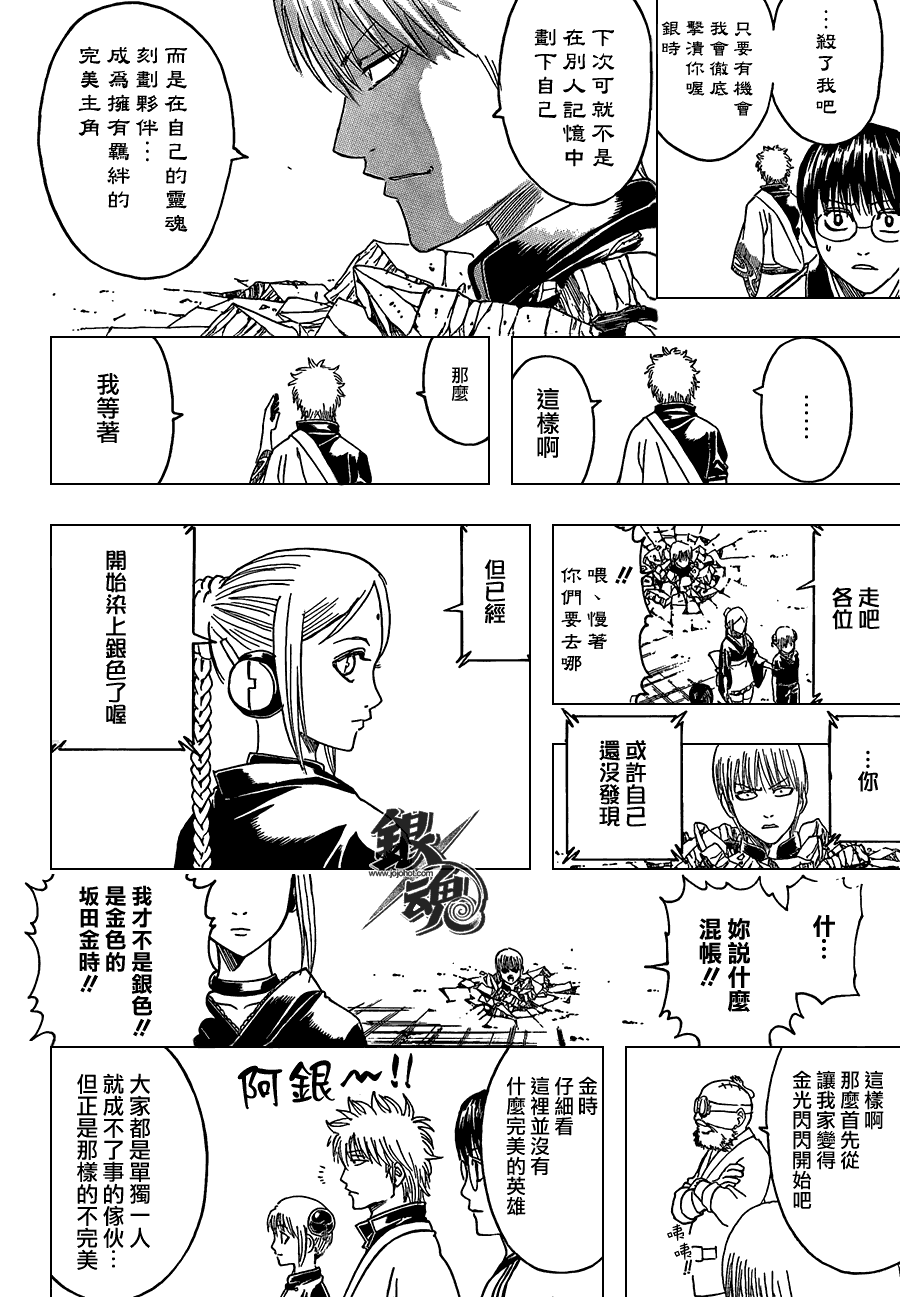 …殺了我吧
只要有機會
我會徹底
擊潰你喔
銀時
下次可就不是
在別人記憶中
劃下自己
而是在自己的靈魂
刻劃夥伴…
成為擁有羈絆的
完美主角
……
這樣啊
那麼
我等著
走吧
各位
喂、慢著!!
你們要去哪
…你
或許自己
還沒發現
但已經
開始染上銀色了喔
什…
妳說什麼
混帳!!
我才不是銀色!!
是金色的
坂田金時!!
銀魂
www.jojohot.com
這樣啊
那麼首先從
讓我家變得
金光閃閃開始吧
咦咦
金時
仔細看
這裡並沒有
什麼完美的英雄
阿銀~!!
大家都是單獨一人
就成不了事的傢伙…
但正是那樣的不完美